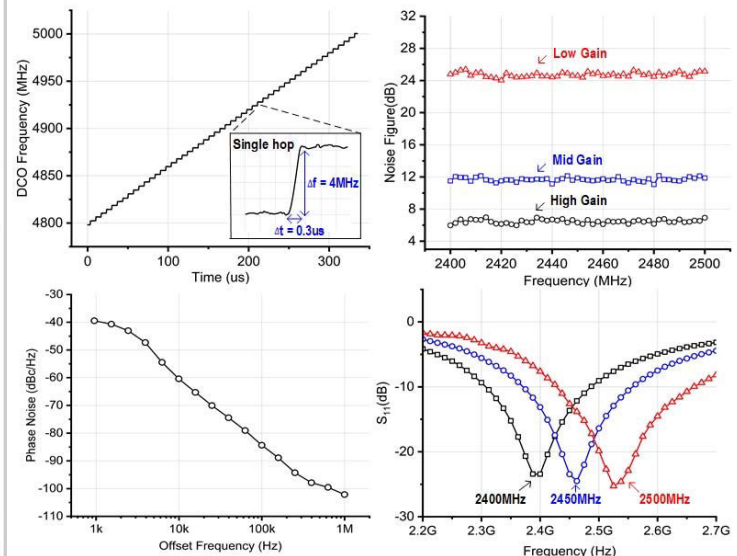 DCO Frequency (MHz)
5000
4950
4900
4850
4800
Single hop
Δf = 4MHz
Δt = 0.3us
0
100
200
300
Time (us)
Noise Figure(dB)
32
28
24
20
16
12
8
4
Low Gain
Mid Gain
High Gain
2400
2420
2440
2460
2480
2500
Frequency (MHz)
Phase Noise (dBc/Hz)
-30
-40
-50
-60
-70
-80
-90
-100
-110
1k
10k
100k
1M
Offset Frequency (Hz)
S11(dB)
0
-10
-20
-30
2400MHz
2450MHz
2500MHz
2.2G
2.3G
2.4G
2.5G
2.6G
2.7G
Frequency (Hz)